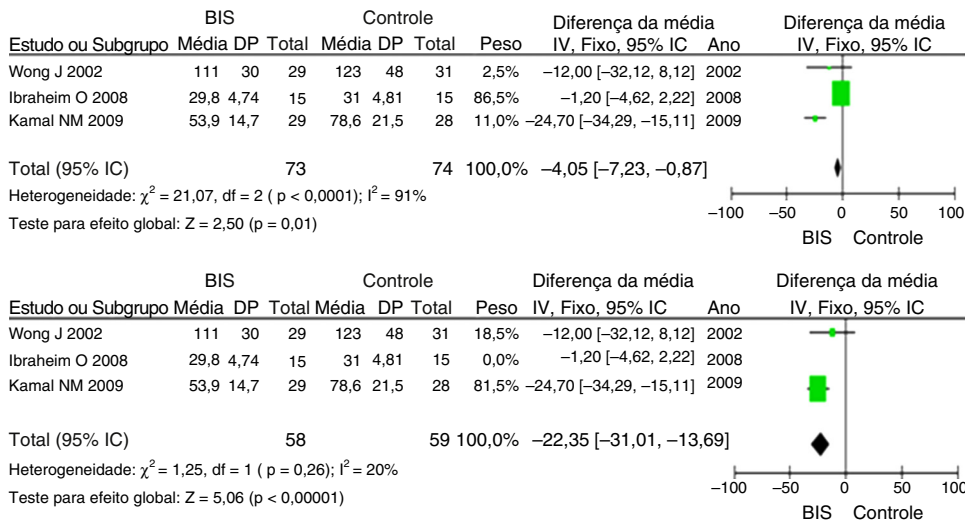 BIS Controle Diferença da média Diferença da média
Estudo ou Subgrupo Média DP Total Média DP Total Peso IV, Fixo, 95% IC Ano IV, Fixo, 95% IC
Wong J 2002 111 30 29 123 48 31 2,5% −12,00 [−32,12, 8,12] 2002
Ibraheim O 2008 29,8 4,74 15 31 4,81 15 86,5% −1,20 [−4,62, 2,22] 2008
Kamal NM 2009 53,9 14,7 29 78,6 21,5 28 11,0% −24,70 [−34,29, −15,11] 2009
Total (95% IC) 73 74 100,0% −4,05 [−7,23, −0,87]
Heterogeneidade: χ² = 21,07, df = 2 ( p < 0,0001); I² = 91%
Teste para efeito global: Z = 2,50 (p = 0,01)
−100 −50 0 50 100
BIS Controle
BIS Controle Diferença da média Diferença da média
Estudo ou Subgrupo Média DP Total Média DP Total Peso IV, Fixo, 95% IC Ano IV, Fixo, 95% IC
Wong J 2002 111 30 29 123 48 31 18,5% −12,00 [−32,12, 8,12] 2002
Ibraheim O 2008 29,8 4,74 15 31 4,81 15 0,0% −1,20 [−4,62, 2,22] 2008
Kamal NM 2009 53,9 14,7 29 78,6 21,5 28 81,5% −24,70 [−34,29, −15,11] 2009
Total (95% IC) 58 59 100,0% −22,35 [−31,01, −13,69]
Heterogeneidade: χ² = 1,25, df = 1 ( p = 0,26); I² = 20%
Teste para efeito global: Z = 5,06 (p < 0,00001)
−100 −50 0 50 100
BIS Controle